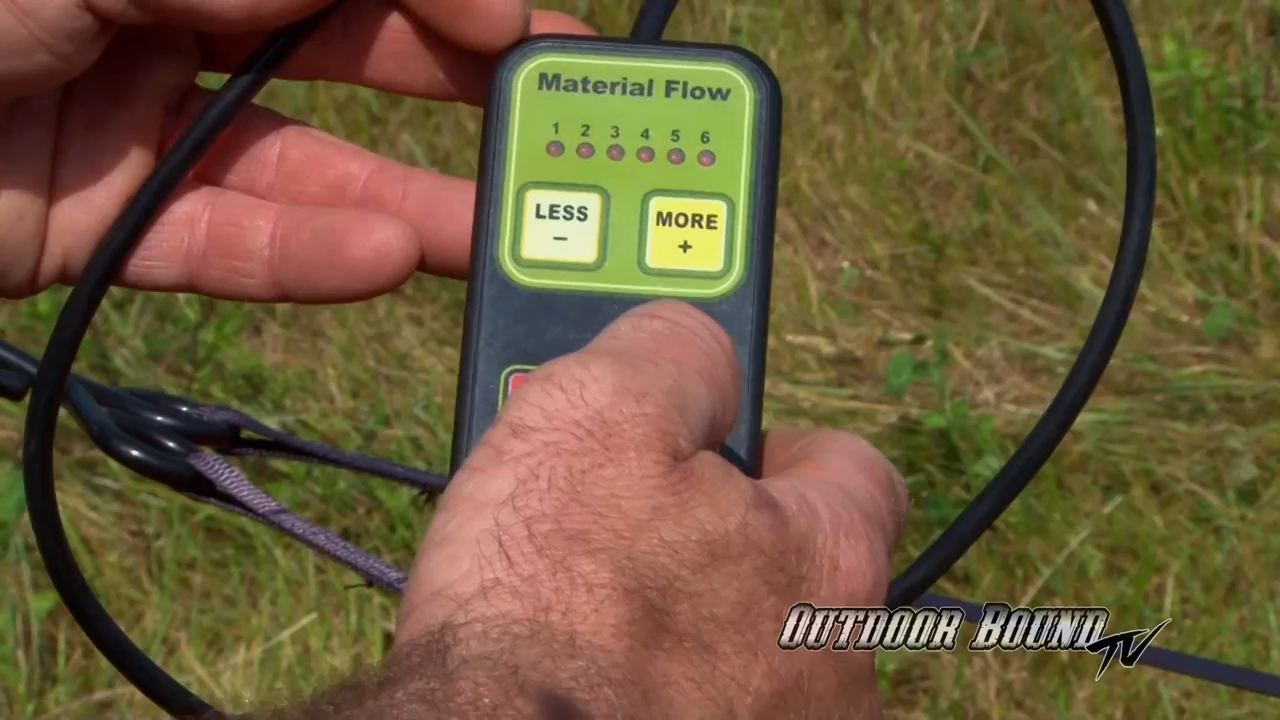 Material Flow
1 2 3 4 5 6
LESS MORE
- +
OUTDOOR BOUND TV